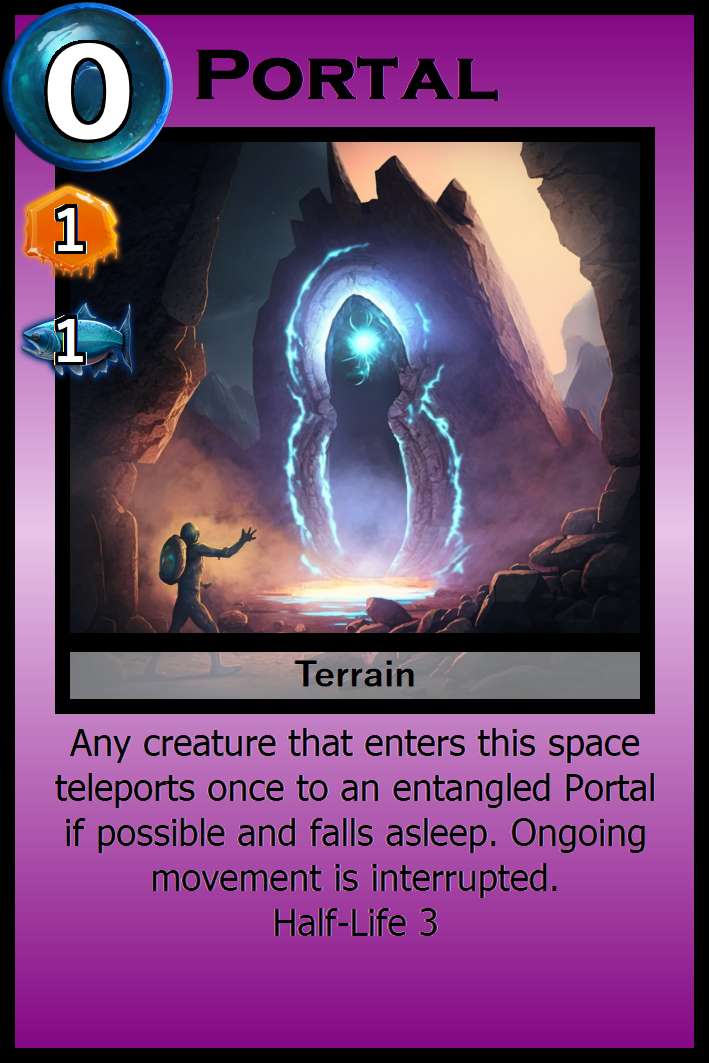 0
Portal
1
1
Terrain
Any creature that enters this space
teleports once to an entangled Portal
if possible and falls asleep. Ongoing
movement is interrupted.
Half-Life 3